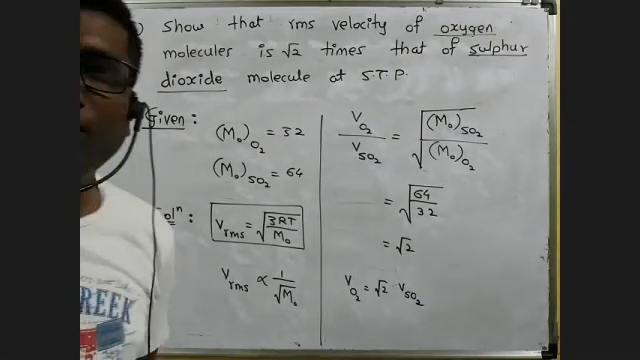 ) Show that rms velocity of oxygen
molecules is √2 times that of sulphur
dioxide molecule at S.T.P.
Given:
(M₀)O₂ = 32
(M₀)SO₂ = 64
Solⁿ:
Vrms = √(3RT/M₀)
Vrms ∝ 1/√M₀
VO₂/VSO₂ = √((M₀)SO₂/(M₀)O₂)
= √(64/32)
= √2
VO₂ = √2 VSO₂
REEK